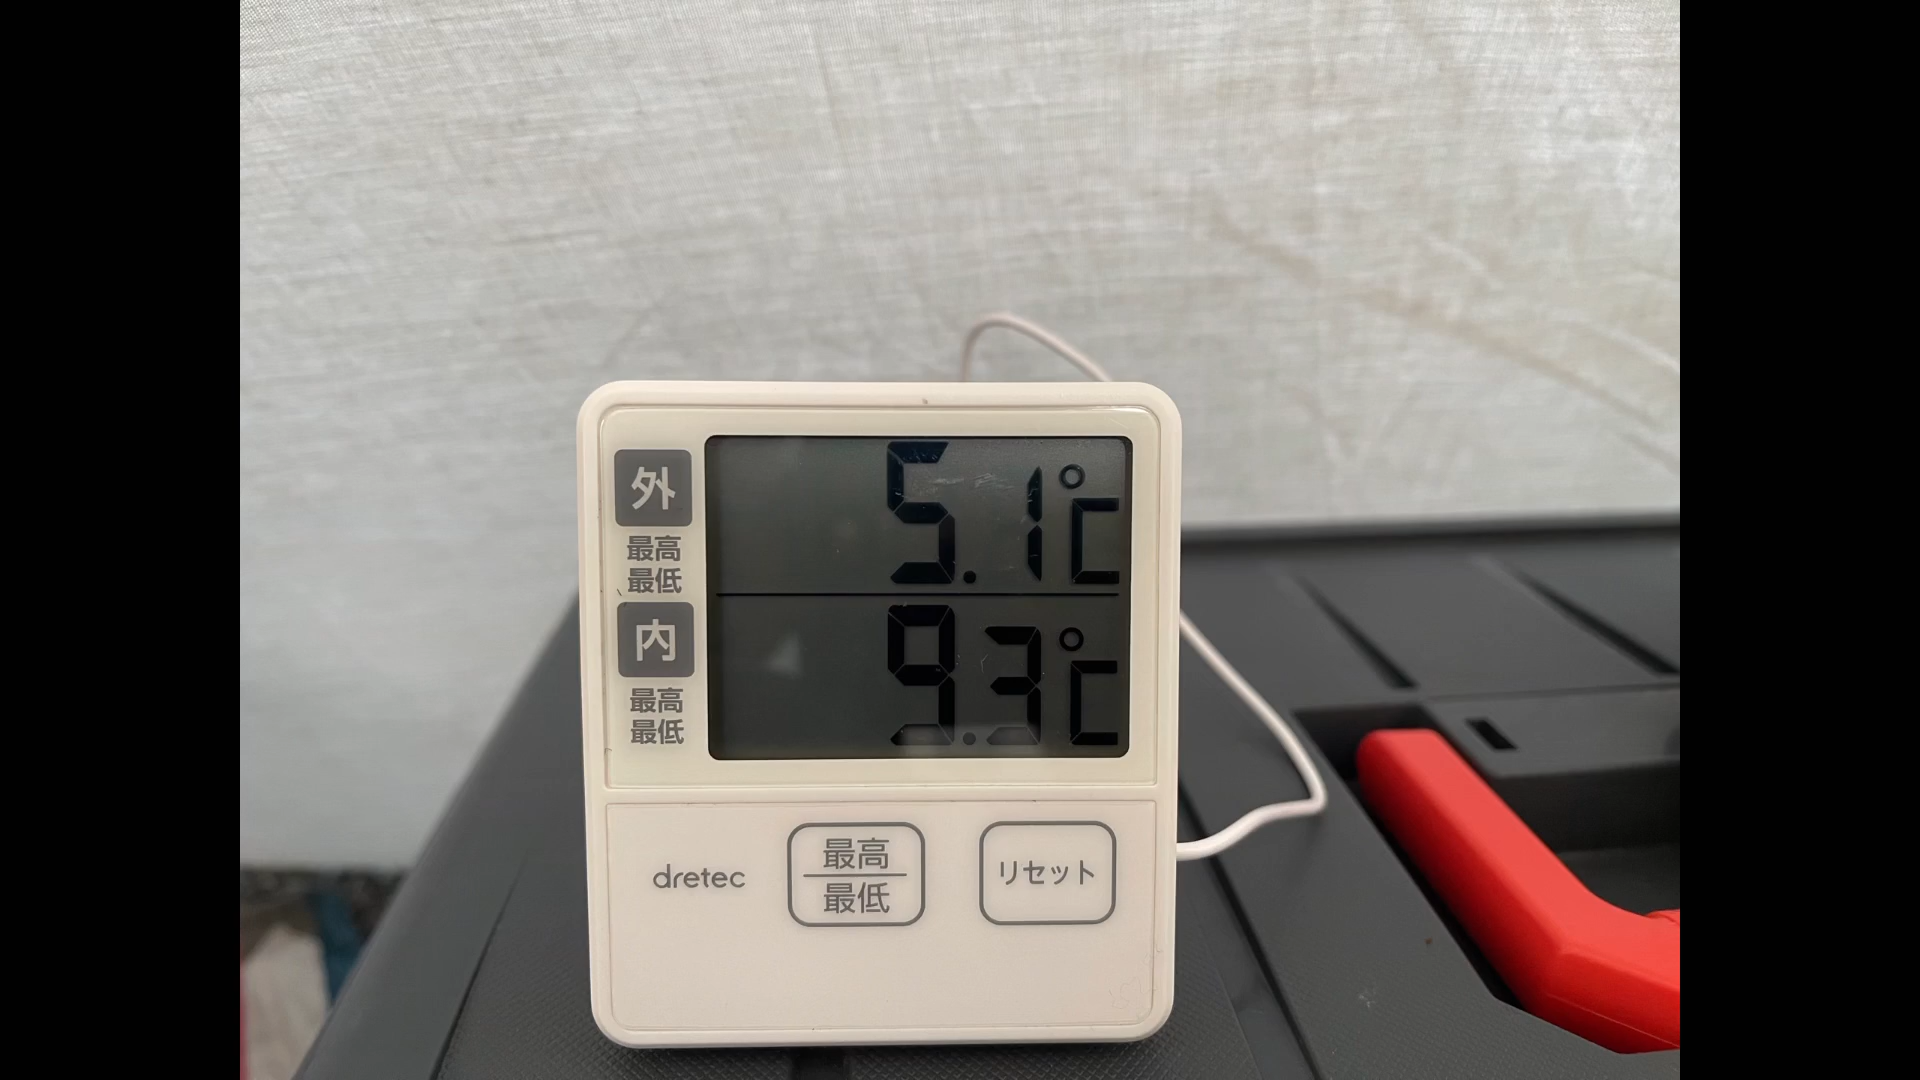 外
5.1℃
最高
最低
内
9.3℃
最高
最低
dretec
最高
最低
リセット